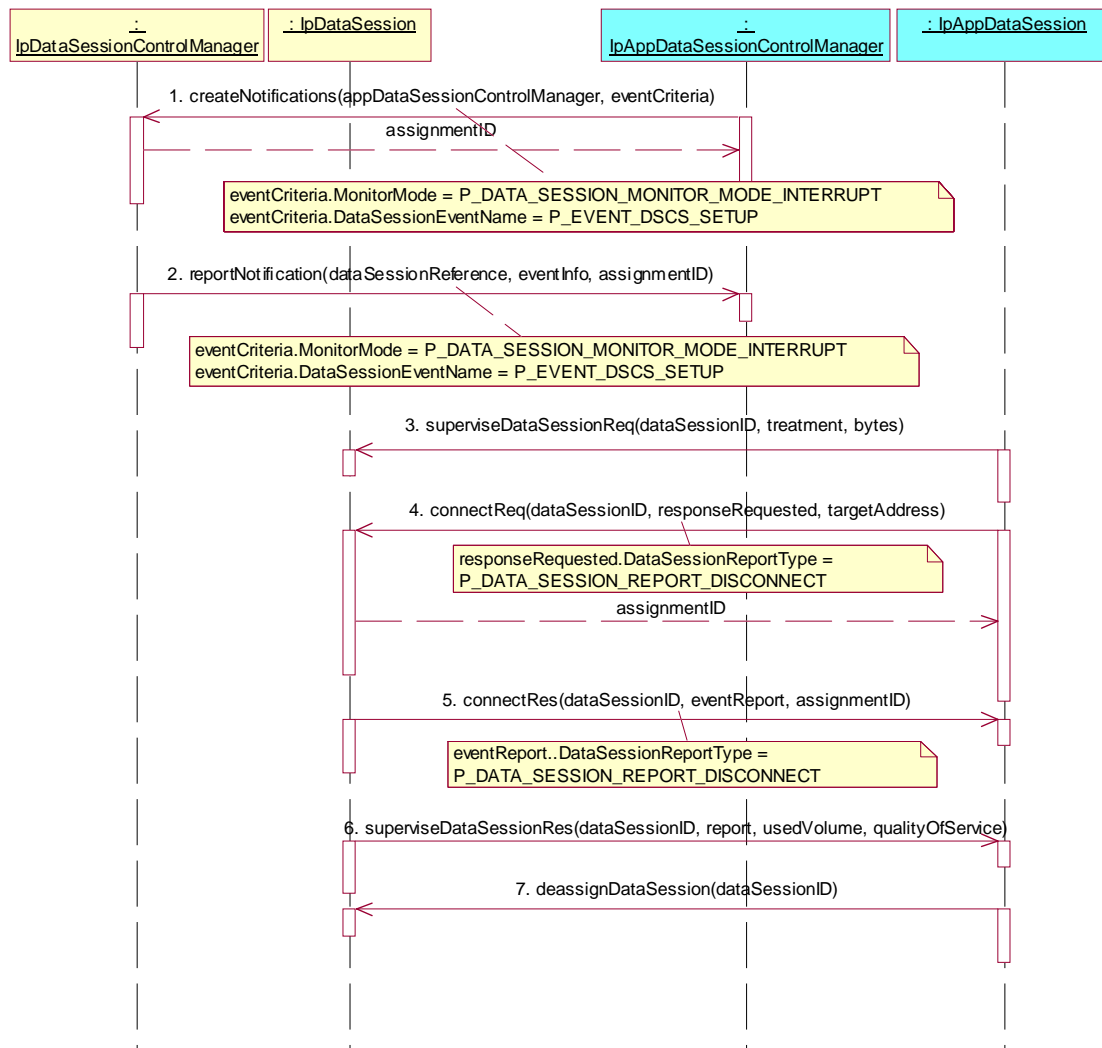 :
IpDataSessionControlManager
: IpDataSession
:
IpAppDataSessionControlManager
: IpAppDataSession
1. createNotifications(appDataSessionControlManager, eventCriteria)
assignmentID
eventCriteria.MonitorMode = P_DATA_SESSION_MONITOR_MODE_INTERRUPT
eventCriteria.DataSessionEventName = P_EVENT_DSCS_SETUP
2. reportNotification(dataSessionReference, eventInfo, assignmentID)
eventCriteria.MonitorMode = P_DATA_SESSION_MONITOR_MODE_INTERRUPT
eventCriteria.DataSessionEventName = P_EVENT_DSCS_SETUP
3. superviseDataSessionReq(dataSessionID, treatment, bytes)
4. connectReq(dataSessionID, responseRequested, targetAddress)
responseRequested.DataSessionReportType =
P_DATA_SESSION_REPORT_DISCONNECT
assignmentID
5. connectRes(dataSessionID, eventReport, assignmentID)
eventReport..DataSessionReportType =
P_DATA_SESSION_REPORT_DISCONNECT
6. superviseDataSessionRes(dataSessionID, report, usedVolume, qualityOfService)
7. deassignDataSession(dataSessionID)